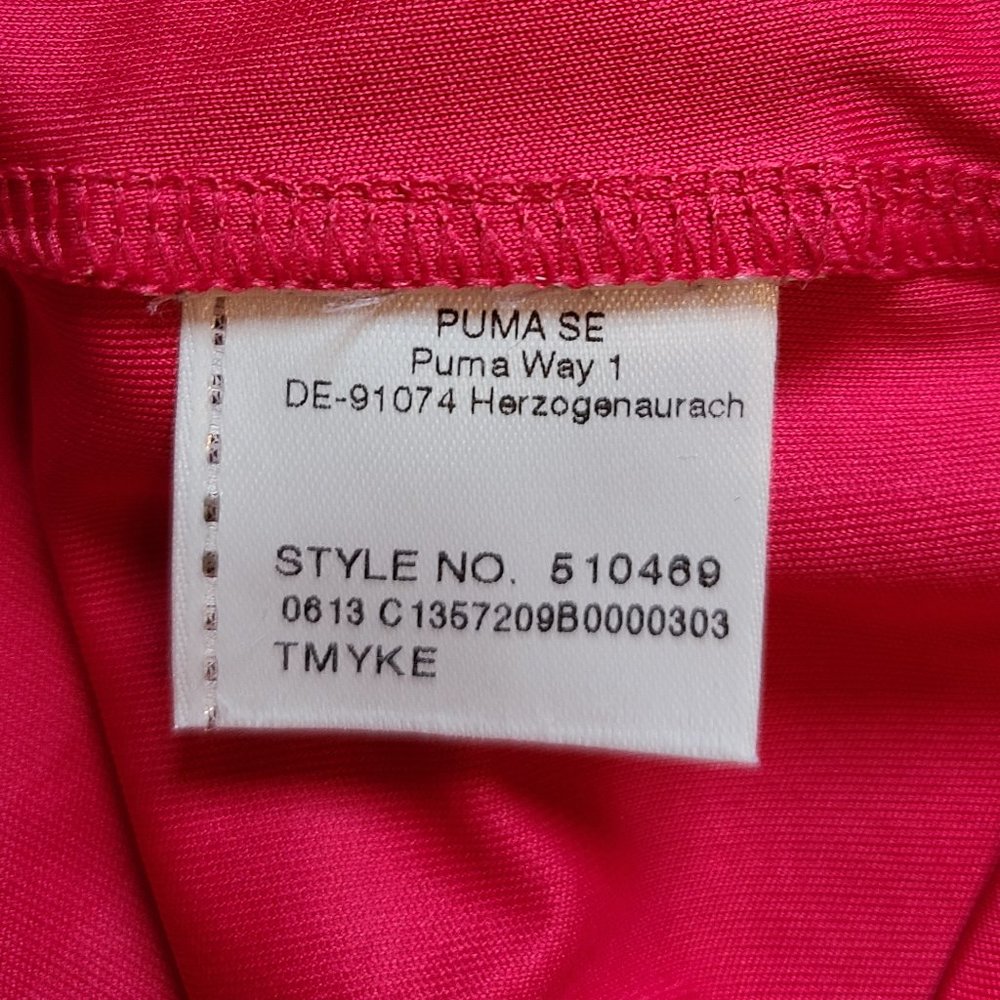 PUMA SE
Puma Way 1
DE-91074 Herzogenaurach
STYLE NO. 510469
0613 C1357209B0000303
TMYKE